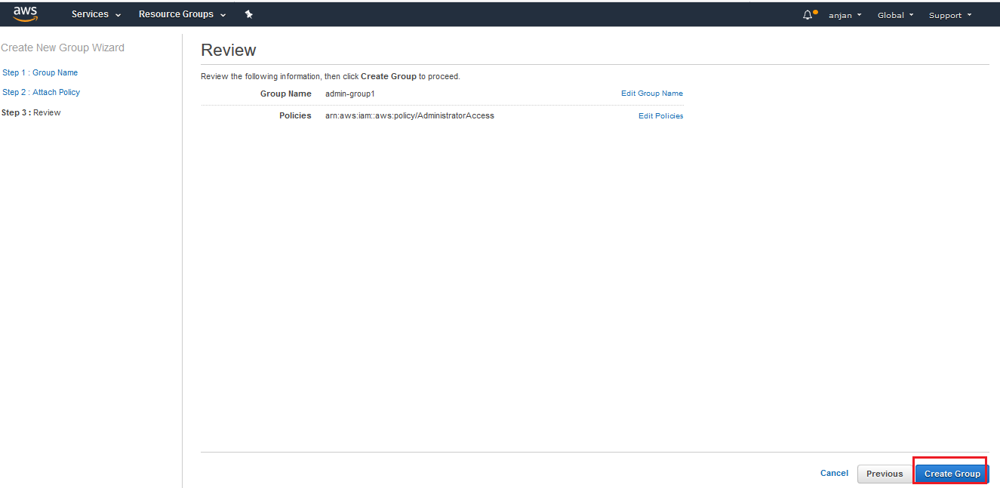 aws Services Resource Groups anjan Global Support
Create New Group Wizard
Step 1 : Group Name
Step 2 : Attach Policy
Step 3 : Review
Review
Review the following information, then click Create Group to proceed.
Group Name admin-group1 Edit Group Name
Policies arn:aws:iam::aws:policy/AdministratorAccess Edit Policies
Cancel Previous Create Group